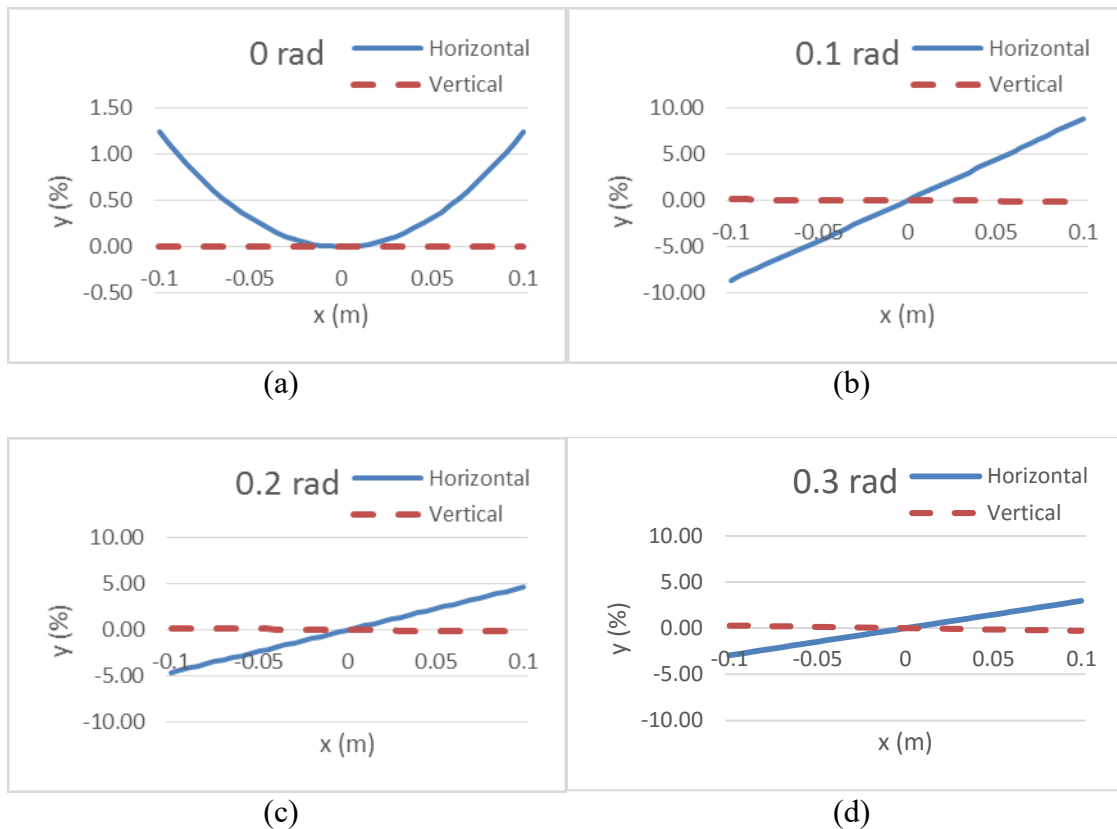 0 rad
Horizontal
Vertical
1.50
1.00
0.50
0.00
-0.50
-0.1
-0.05
0
0.05
0.1
y (%)
x (m)
(a)
0.1 rad
Horizontal
Vertical
10.00
5.00
0.00
-5.00
-10.00
-0.1
-0.05
0
0.05
0.1
y (%)
x (m)
(b)
0.2 rad
Horizontal
Vertical
10.00
5.00
0.00
-5.00
-10.00
-0.1
-0.05
0
0.05
0.1
y (%)
x (m)
(c)
0.3 rad
Horizontal
Vertical
10.00
5.00
0.00
-5.00
-10.00
-0.1
-0.05
0
0.05
0.1
y (%)
x (m)
(d)